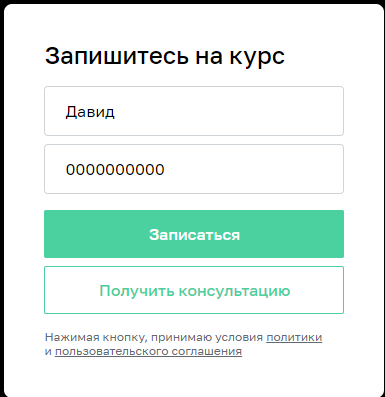 Запишитесь на курс
Давид
0000000000
Записаться
Получить консультацию
Нажимая кнопку, принимаю условия политики
и пользовательского соглашения